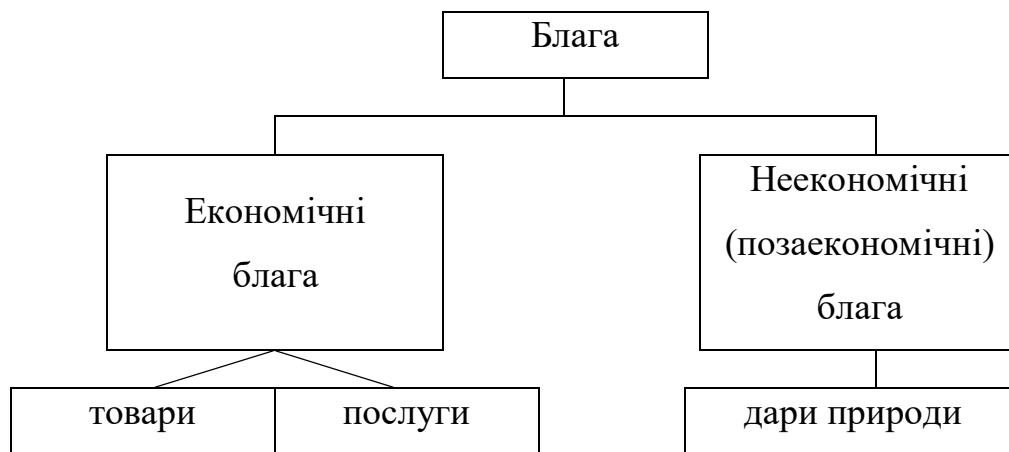 Блага
Економічні
блага
Неекономічні
(позаекономічні)
блага
товари
послуги
дари природи